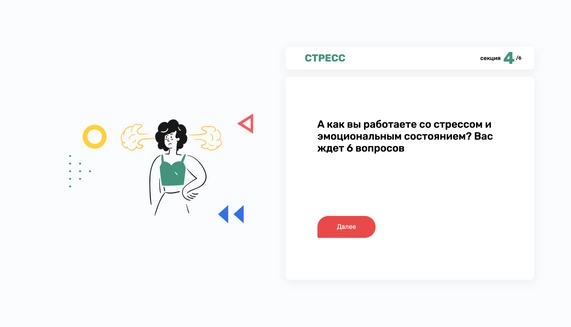 СТРЕСС
секция 4 /6
А как вы работаете со стрессом и
эмоциональным состоянием? Вас
ждет 6 вопросов
Далее